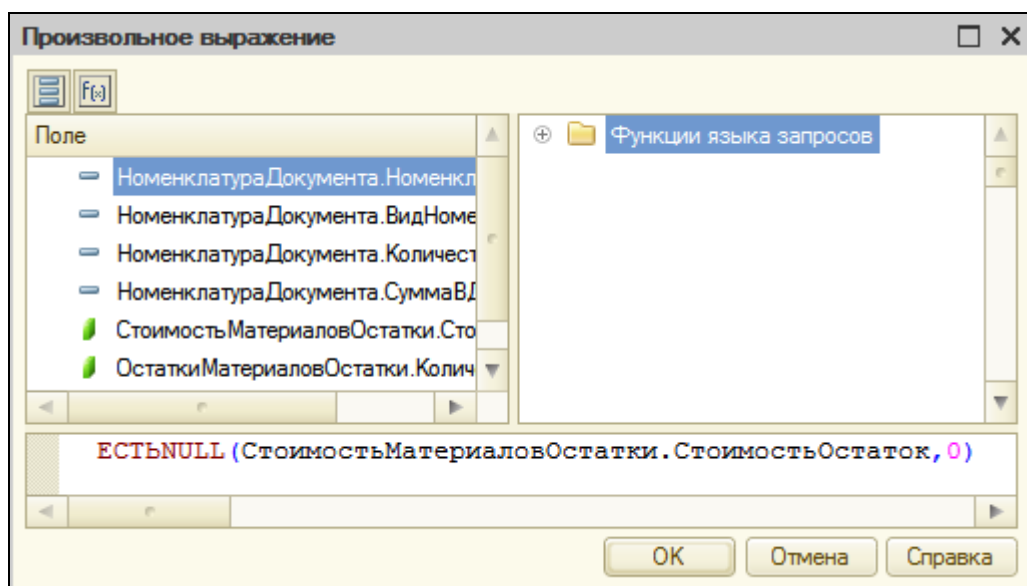 Произвольное выражение
Поле
НоменклатураДокумента.Номенкл
НоменклатураДокумента.ВидНоме
НоменклатураДокумента.Количест
НоменклатураДокумента.СуммаВД
СтоимостьМатериаловОстатки.Сто
ОстаткиМатериаловОстатки.Колич
Функции языка запросов
ЕСТЬNULL(СтоимостьМатериаловОстатки.СтоимостьОстаток,0)
ОК Отмена Справка